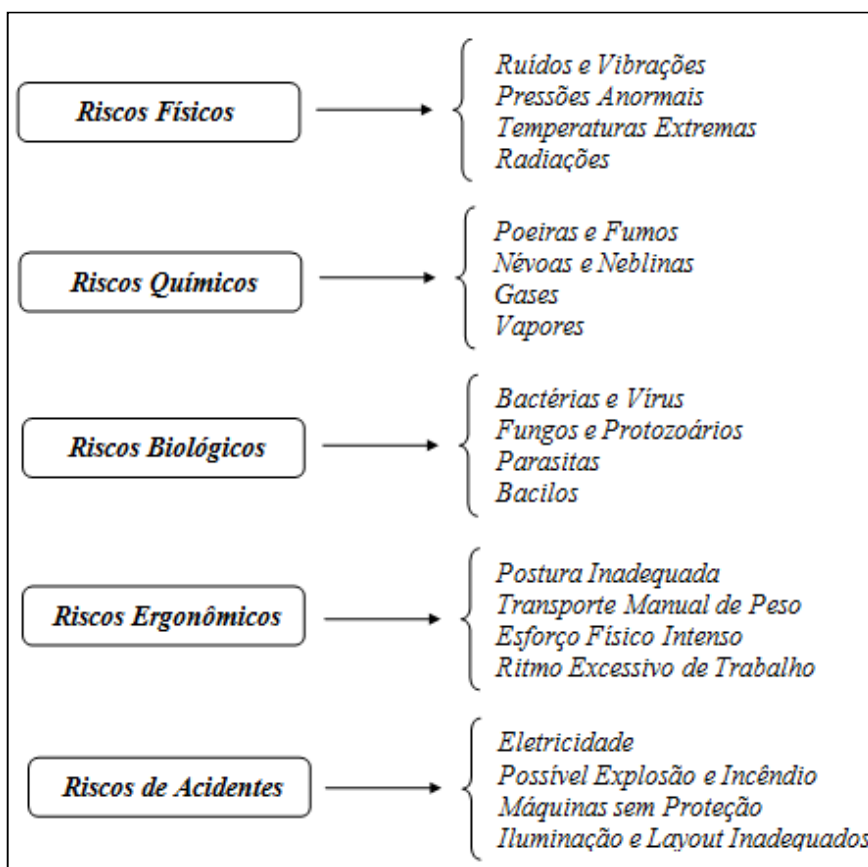 Riscos Físicos
Ruídos e Vibrações
Pressões Anormais
Temperaturas Extremas
Radiações
Riscos Químicos
Poeiras e Fumos
Névoas e Neblinas
Gases
Vapores
Riscos Biológicos
Bactérias e Vírus
Fungos e Protozoários
Parasitas
Bacilos
Riscos Ergonômicos
Postura Inadequada
Transporte Manual de Peso
Esforço Físico Intenso
Ritmo Excessivo de Trabalho
Riscos de Acidentes
Eletricidade
Possível Explosão e Incêndio
Máquinas sem Proteção
Iluminação e Layout Inadequados